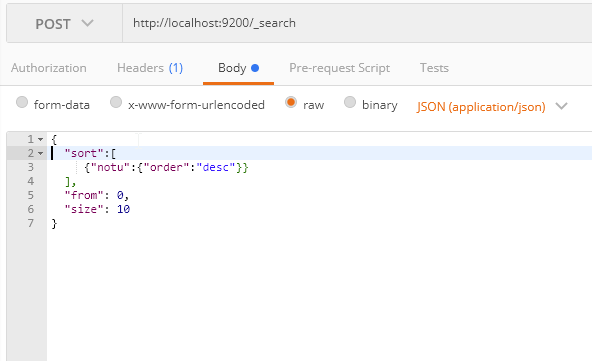 POST http://localhost:9200/_search
Authorization Headers (1) Body Pre-request Script Tests
form-data x-www-form-urlencoded raw binary JSON (application/json)
1 {
2 "sort":[
3 {"notu":{"order":"desc"}}
4 ],
5 "from": 0,
6 "size": 10
7 }